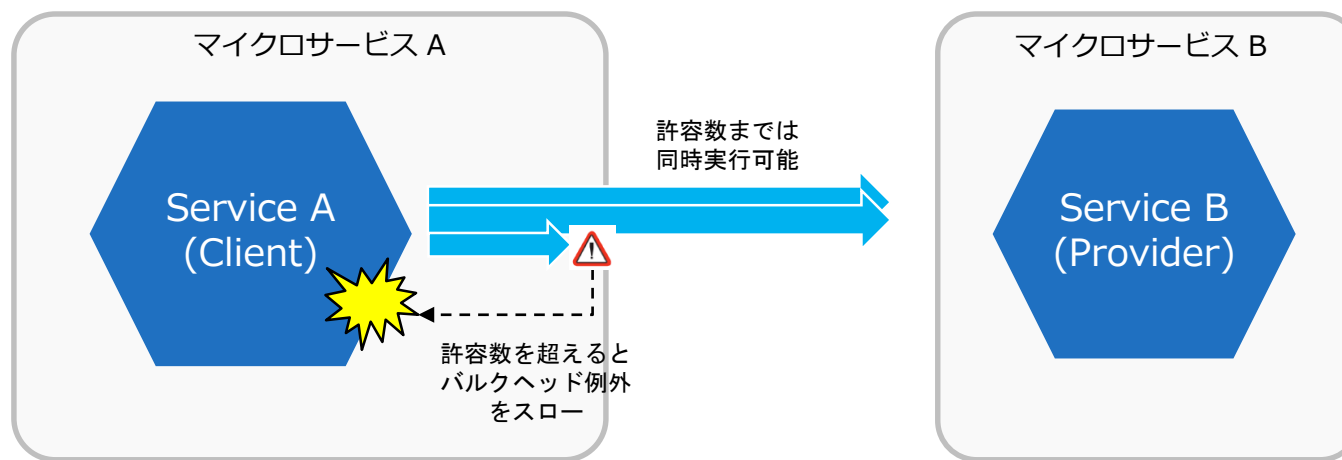 マイクロサービス A
マイクロサービス B
許容数までは
同時実行可能
Service A
(Client)
Service B
(Provider)
許容数を超えると
バルクヘッド例外
をスロー